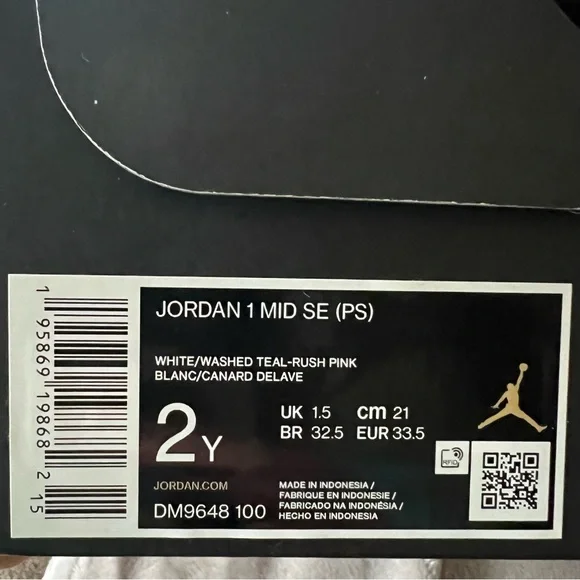 JORDAN 1 MID SE (PS)
WHITE/WASHED TEAL-RUSH PINK
BLANC/CANARD DELAVE
2Y
UK 1.5 cm 21
BR 32.5 EUR 33.5
JORDAN.COM
DM9648 100
MADE IN INDONESIA/
FABRIQUE EN INDONESIE/
FABRICADO NA INDONÉSIA/
HECHO EN INDONESIA
RFID
1 95869 19868 2 15